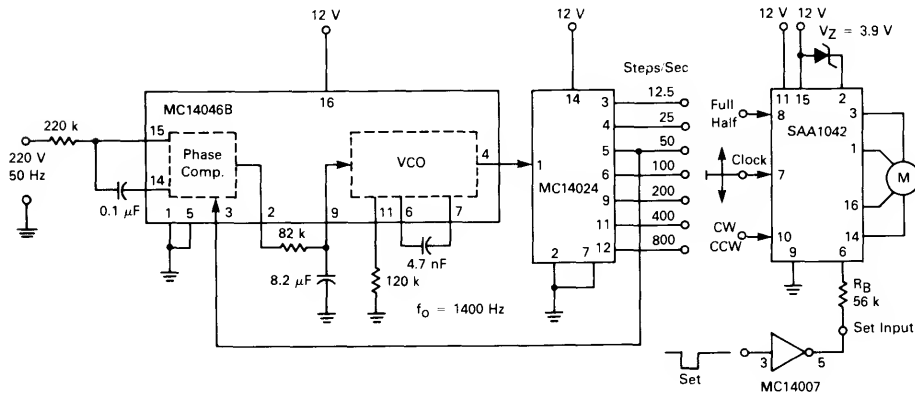 12 V
16
MC14046B
220 k
15
14
220 V
50 Hz
0.1 µF
Phase
Comp.
VCO
4
1
5
3
2
9
11
6
7
82 k
8.2 µF
120 k
4.7 nF
fO = 1400 Hz
12 V
14
MC14024
1
2
7
Steps/Sec
3
12.5
4
25
5
50
6
100
9
200
11
400
12
800
12 V
12 V
VZ = 3.9 V
11
15
2
SAA1042
Full
Half
8
Clock
7
CW
CCW
10
9
3
1
16
14
6
M
RB
56 k
Set Input
Set
3
5
MC14007